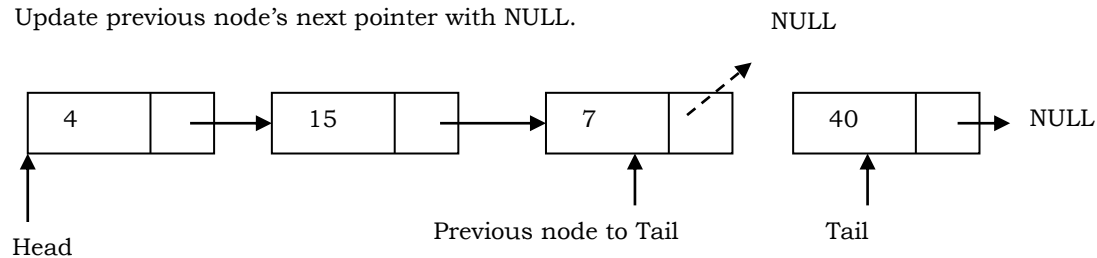 Update previous node’s next pointer with NULL.
NULL
4 15 7 40 NULL
Previous node to Tail Tail
Head